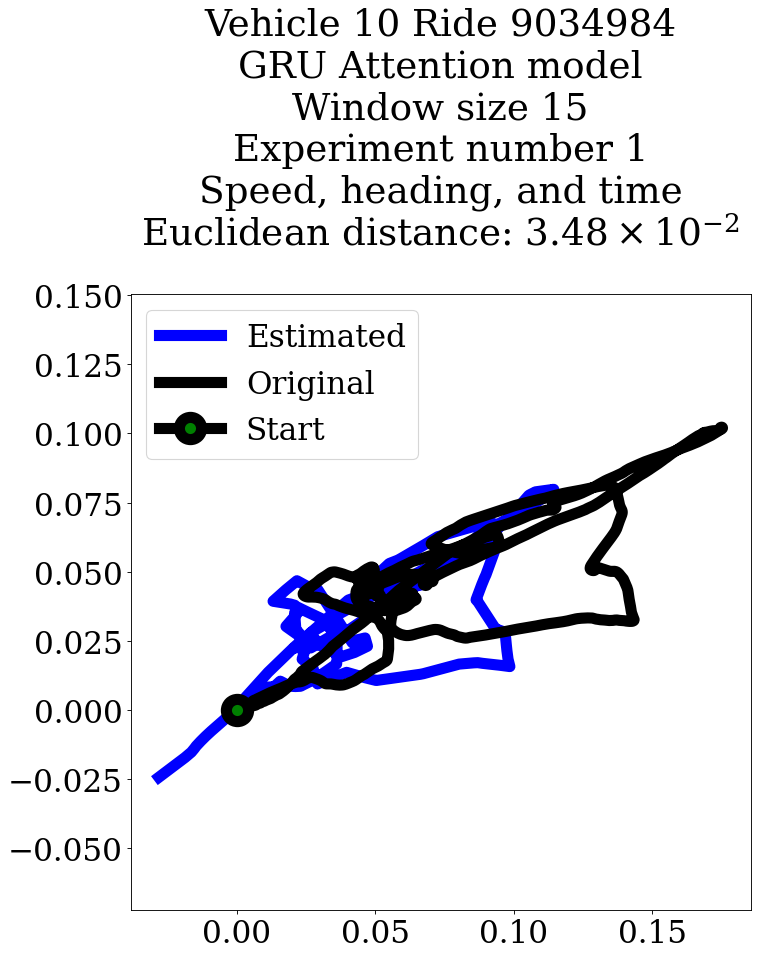 Vehicle 10 Ride 9034984
GRU Attention model
Window size 15
Experiment number 1
Speed, heading, and time
Euclidean distance: 3.48 × 10⁻²
0.150
Estimated
0.125
Original
Start
0.100
0.075
0.050
0.025
0.000
−0.025
−0.050
0.00 0.05 0.10 0.15